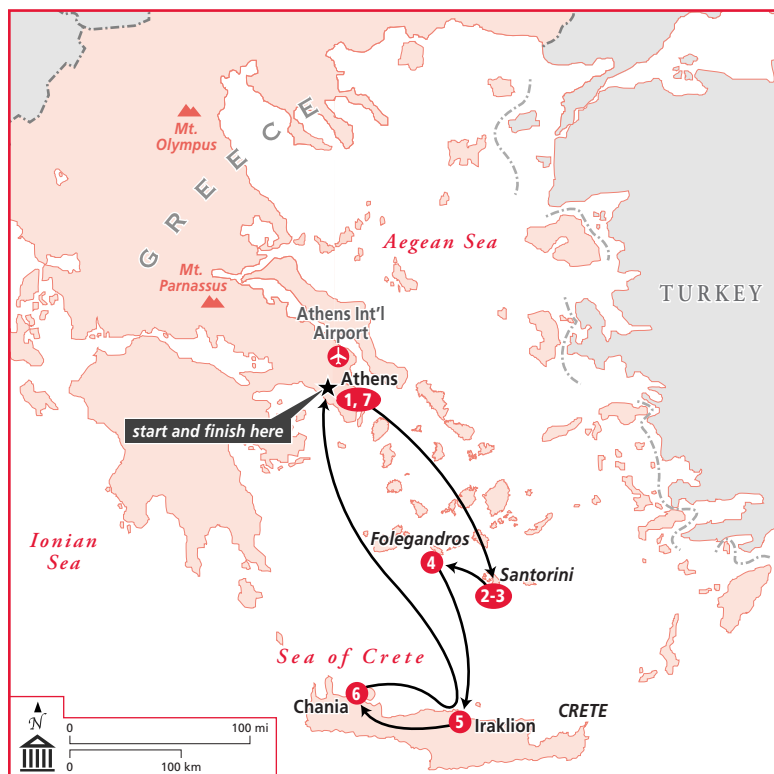 Mt.
Olympus
GREECE
Aegean Sea
Mt.
Parnassus
TURKEY
Athens Int'l
Airport
Athens
1, 7
start and finish here
Ionian
Sea
Folegandros
4
Santorini
2-3
Sea of Crete
6
Chania
5
Iraklion
CRETE
N
0 100 mi
0 100 km